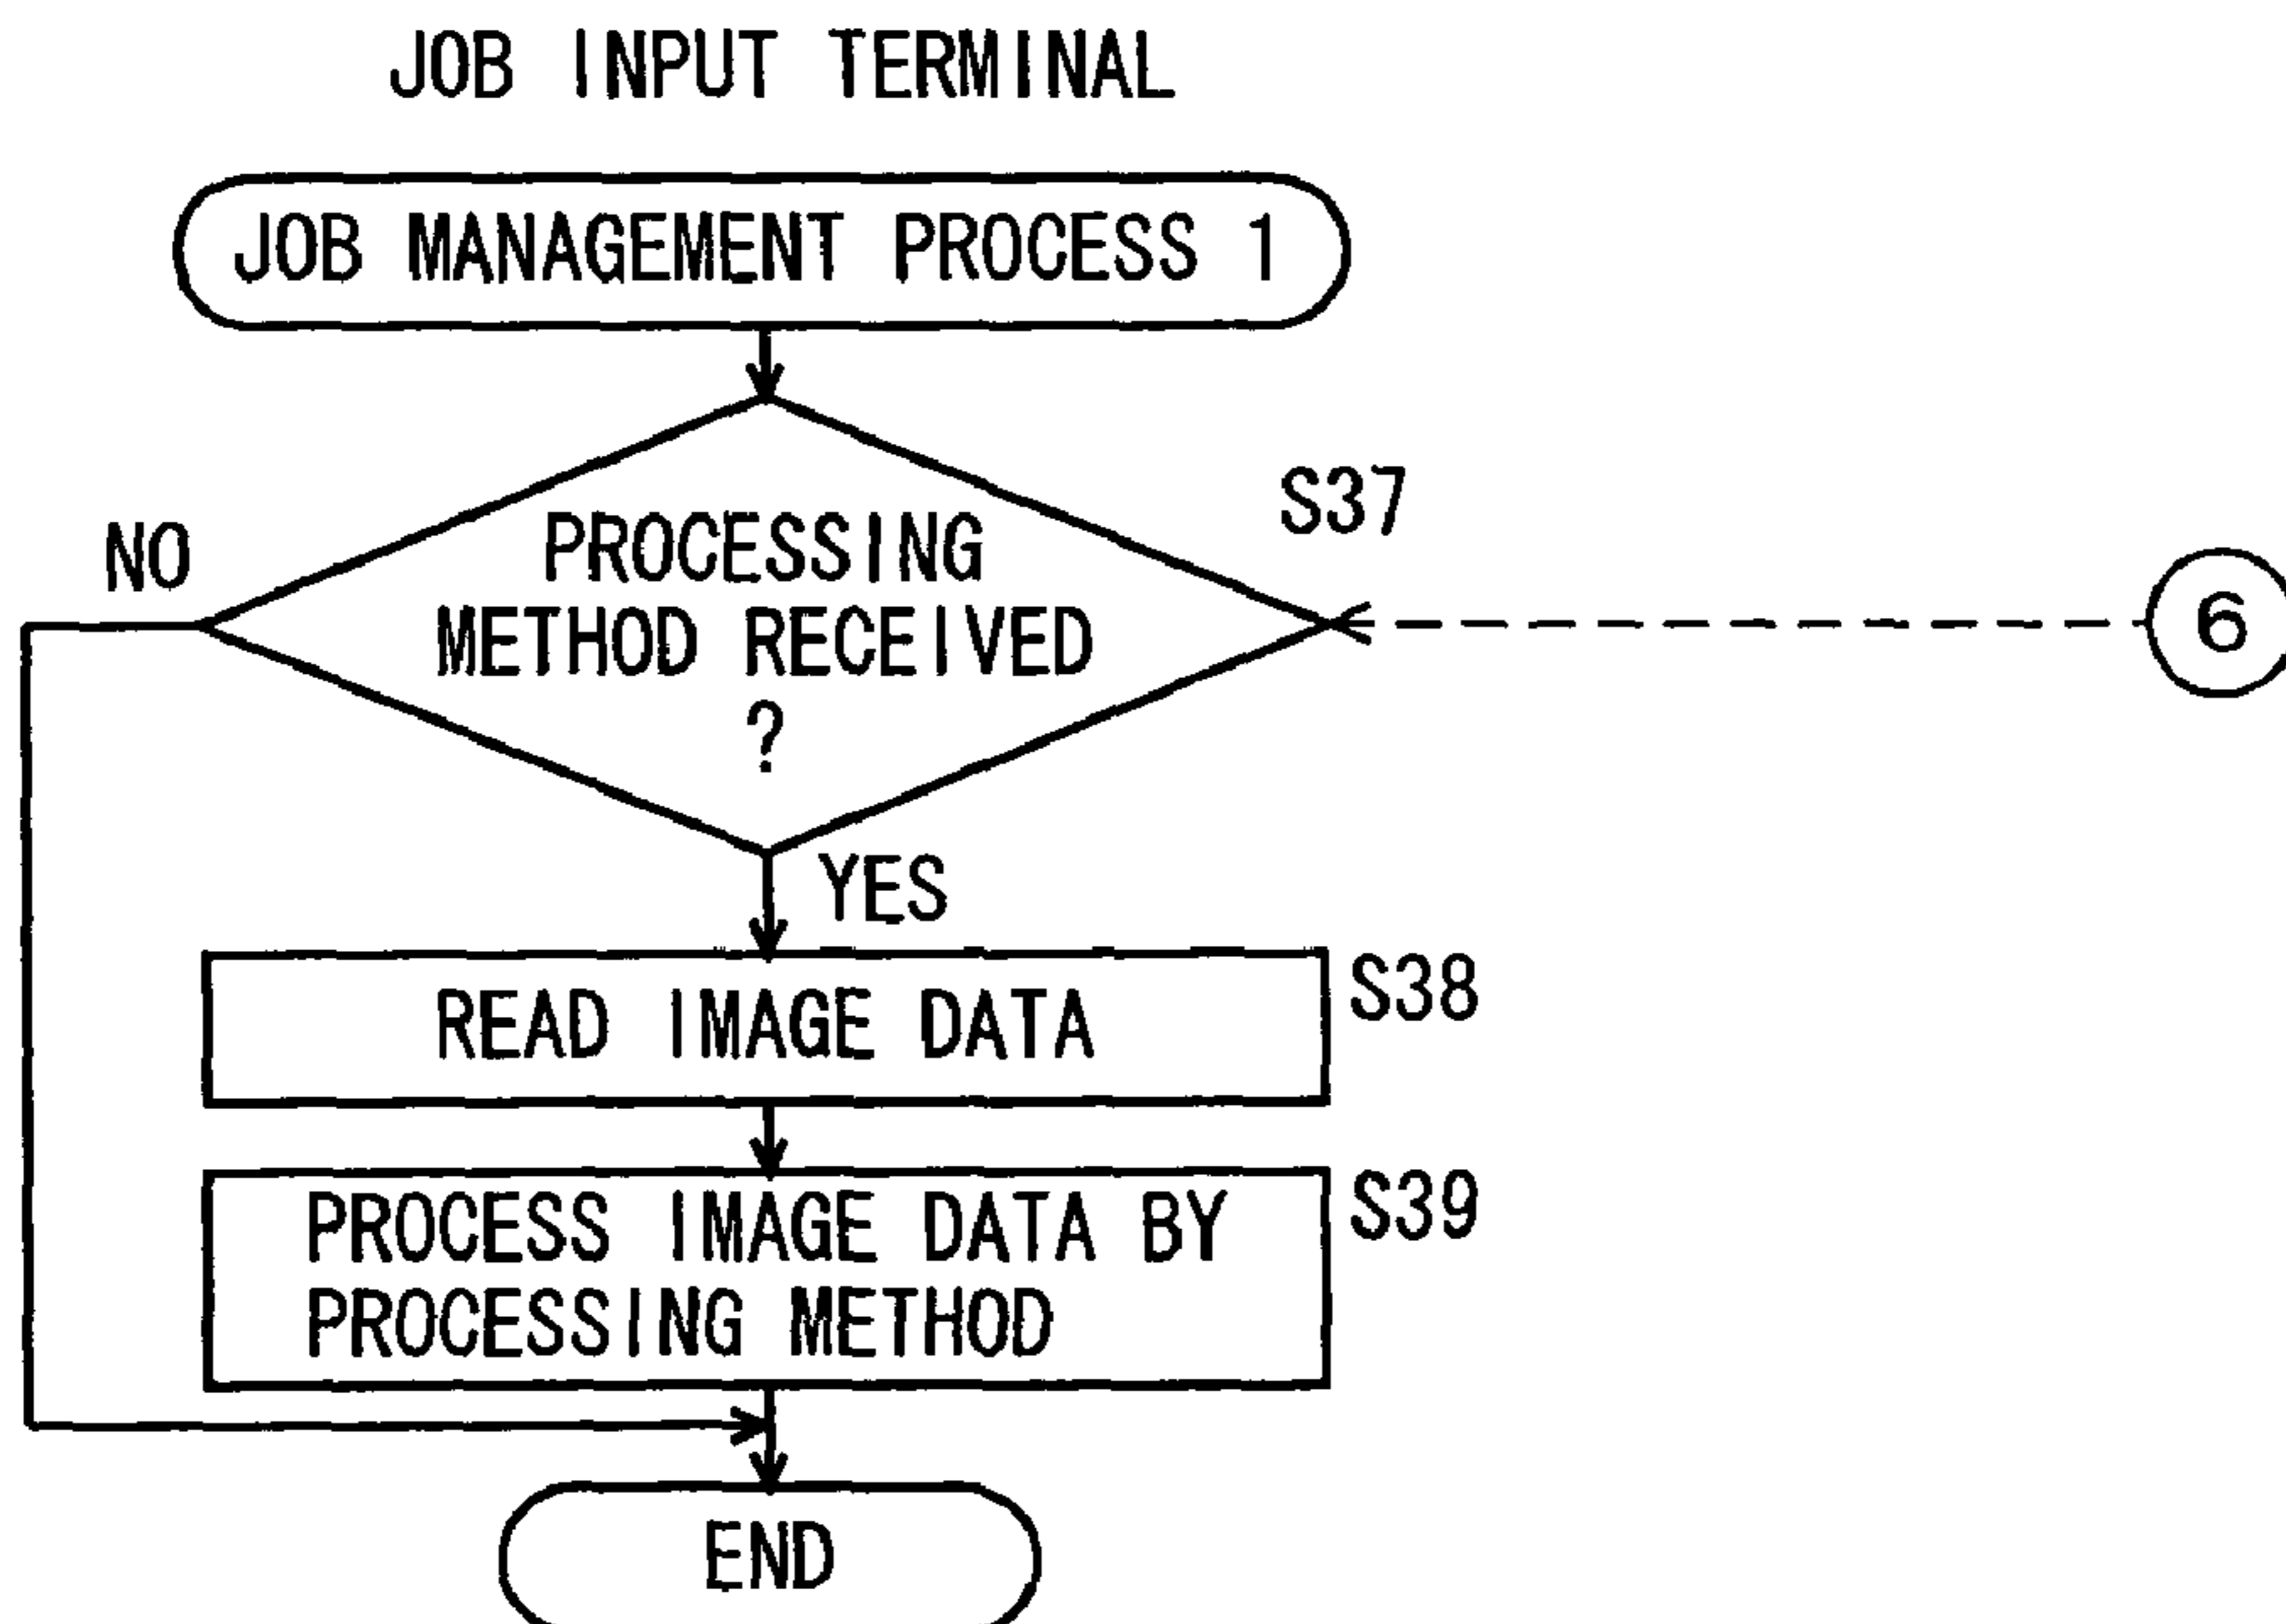 JOB INPUT TERMINAL
JOB MANAGEMENT PROCESS 1
S37
NO
PROCESSING
METHOD RECEIVED
?
6
YES
READ IMAGE DATA
S38
PROCESS IMAGE DATA BY
PROCESSING METHOD
S39
END